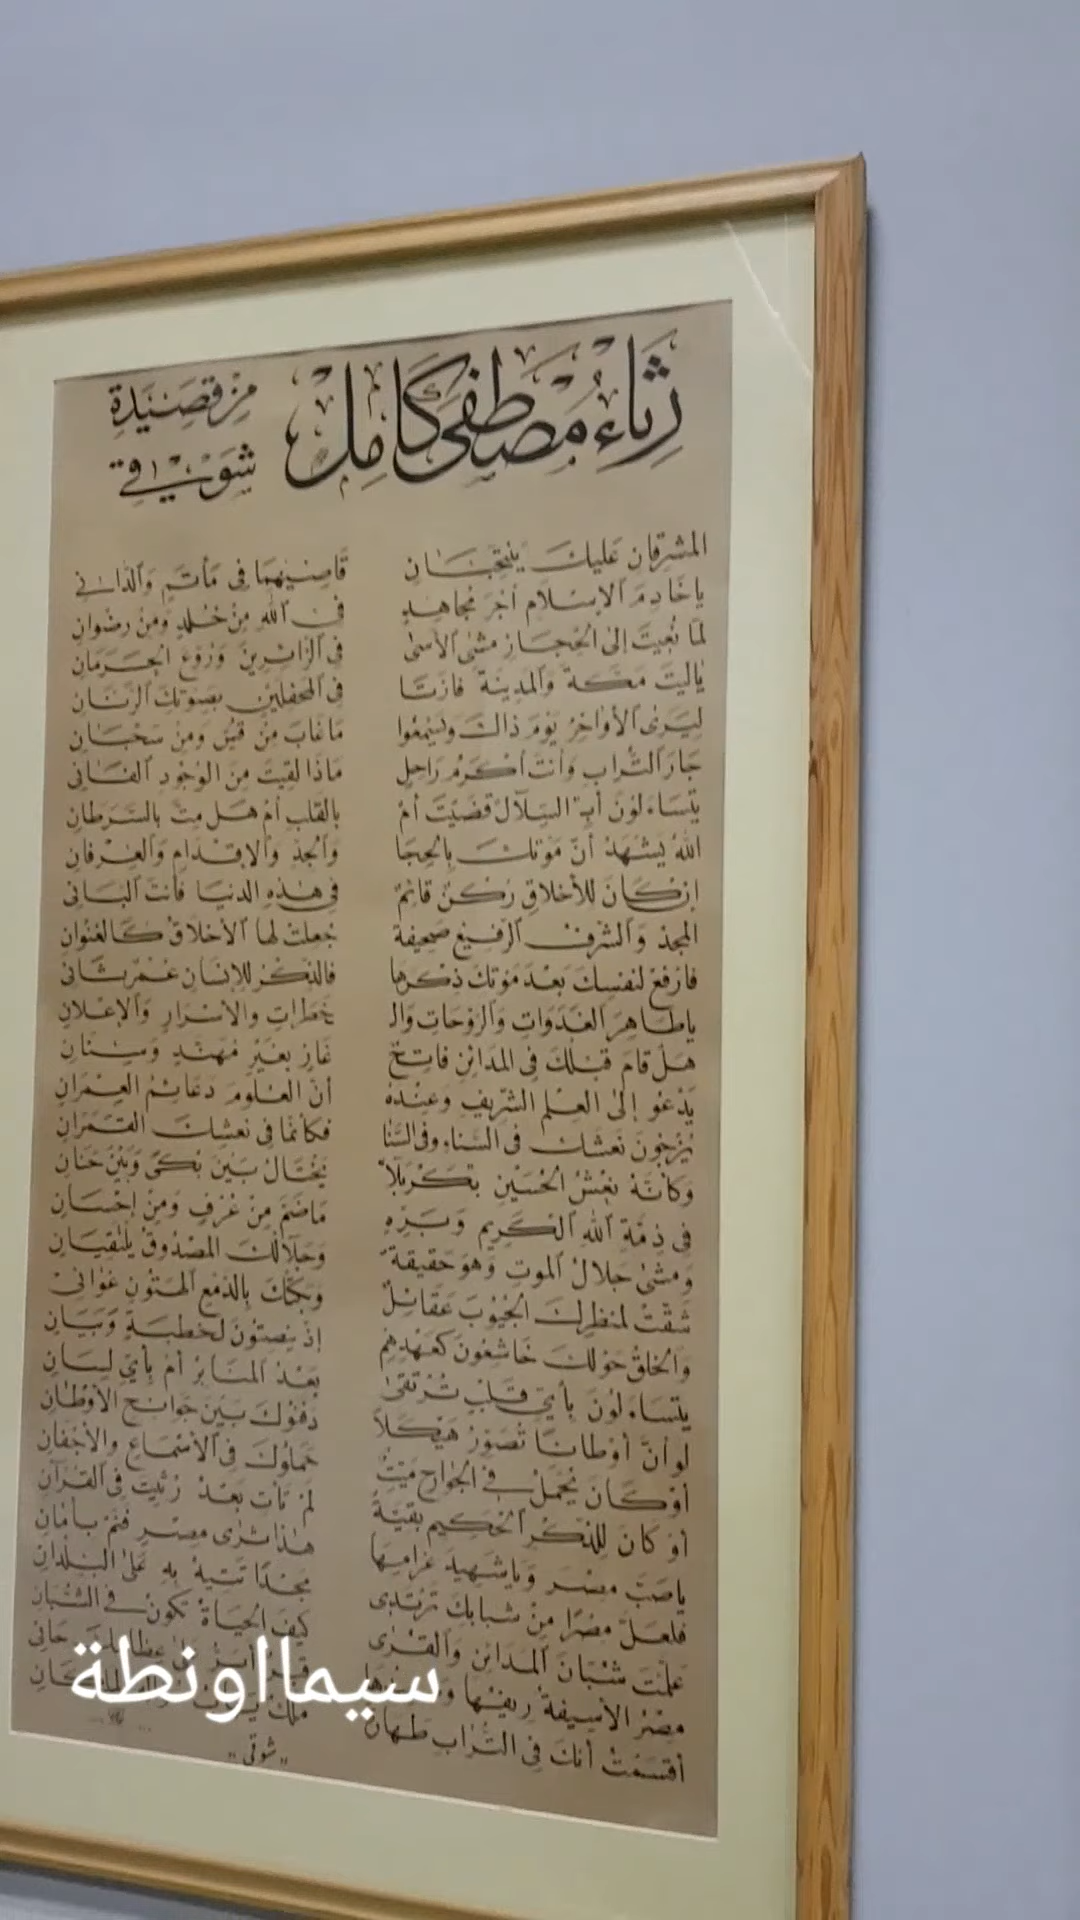 رثاء مصطفى كامل
من قصيدة
شوقي
المشرقان عليك ينتحبان قاصيهما في مأتم والداني
يا خادم الإسلام أجر مجاهد في الله من خلد ومن رضوان
لما نعيت إلى الحجاز مشى الأسى في الزائرين وروع الحرمان
ياليت مكة والمدينة فازتا في المحفلين بصوتك الرنان
ليرى الأواخر يوم ذاك ويسمعوا ما غاب من قس ومن سحبان
جار التراب وأنت أكرم راحل ماذا لقيت من الوجود الفاني
يتساءلون أبـ السلال قضيت أم بالقلب أم هل مت بالسرطان
الله يشهد أن موتك بالحجا والجد والإقدام والعرفان
إن كان للأخلاق ركن قائم في هذه الدنيا فأنت الباني
المجد والشرف الرفيع صحيفة جعلت لها الأخلاق كالعنوان
فارفع لنفسك بعد موتك ذكرها فالذكر للإنسان عمر ثاني
يا طاهر الغدوات والروحات والـ خطرات والأسرار والإعلان
هل قام قبلك في المدائن فاتح غاز بغير مهند وسنان
يدعو إلى العلم الشريف وعنده أن العلوم دعائم العمران
يزجون نعشك في السناء وفي السنا فكأنما في نعشك القمران
وكأنه نعش الحسين بكربلا يختال بين بكى وبين حنان
في ذمة الله الكريم وبره ما ضم من عرف ومن إحسان
ومشى جلال الموت وهو حقيقة وجلالك المصدوق يلتقيان
شقت لمنظرك الجيوب عقائل وبكتك بالدمع الهتون غواني
والخلق حولك خاشعون كعهدهم إذ ينصتون لخطبة وبيان
يتساءلون بأي قلب ترتقى بعد المنابر أم بأي لسان
لو أن أوطانا تصور هيكلا دفنوك بين جوانح الأوطان
أو كان يحمل في الجوارح ميت حملوك في الأسماع والأجفان
أو كان للذكر الحكيم بقية لم تأت بعد رثيت في القرآن
يا صب مصر ويا شهيد غرامها هذا ثرى مصر فنم بأمان
فلعل مصرا من شبابك ترتدي مجدا تتيه به على البلدان
علمت شبان المدائن والقرى كيف الحياة تكون في الشبان
مصر الأسيفة ريفها حاني
أقسمت أنك في التراب طهارة ملك
"شوقي"
سيمااونطة